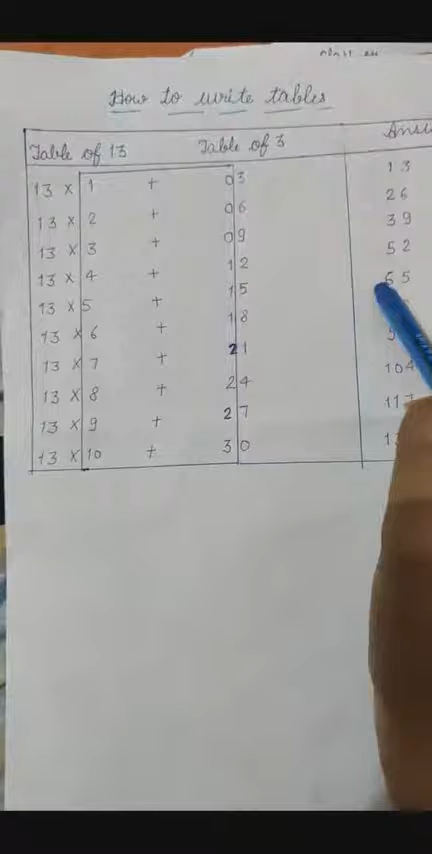 How to write tables
Table of 13 Table of 3
13 × 1 + 03 13
13 × 2 + 06 26
13 × 3 + 09 39
13 × 4 + 12 52
13 × 5 + 15 55
13 × 6 + 18
13 × 7 + 21
13 × 8 + 24 104
13 × 9 + 27
13 × 10 + 30